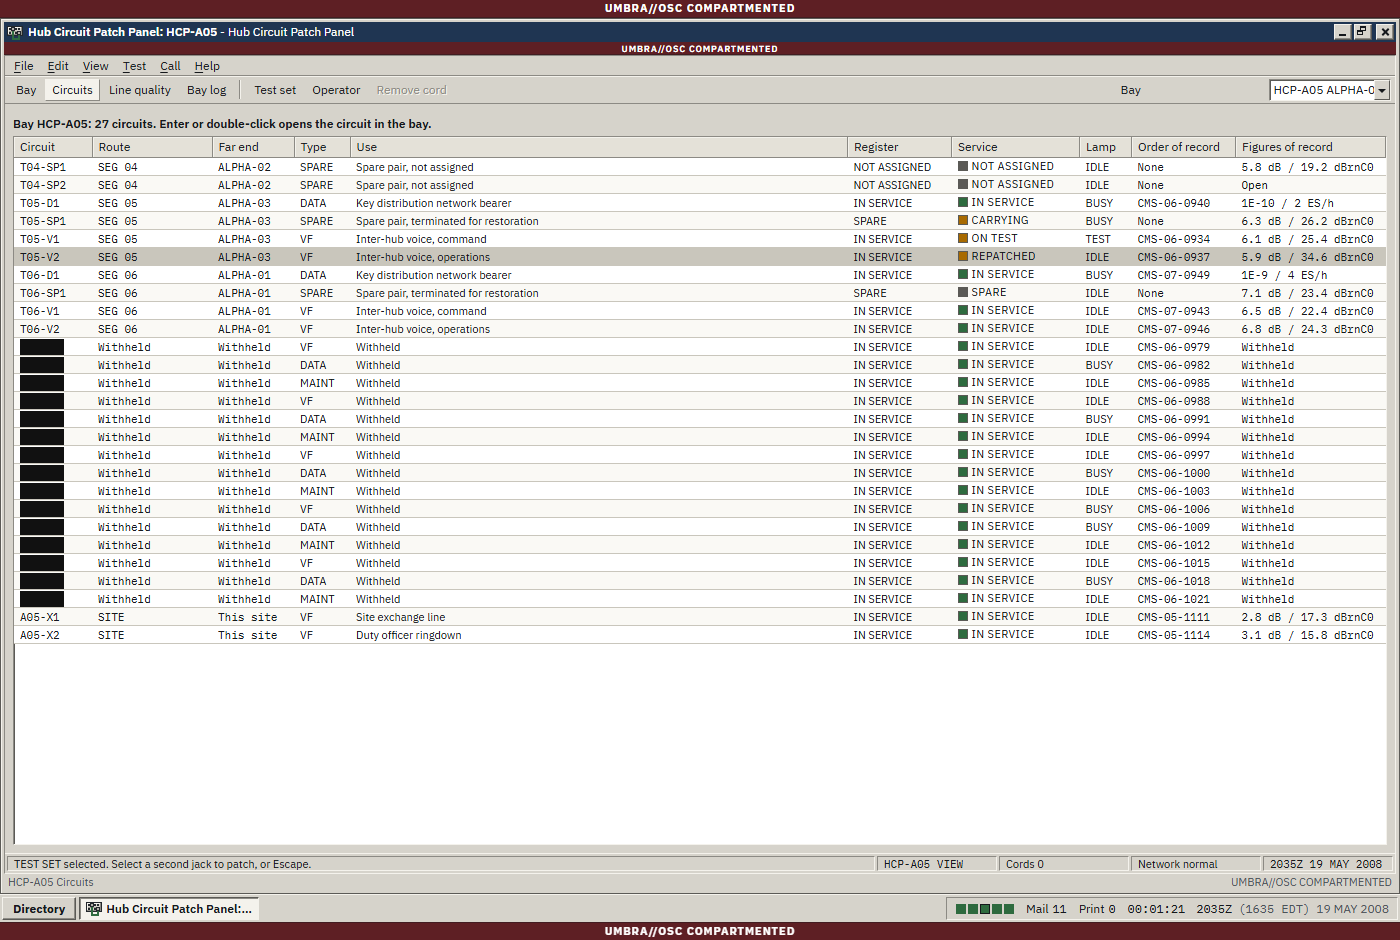 UMBRA//OSC COMPARTMENTED
Hub Circuit Patch Panel: HCP-A05 - Hub Circuit Patch Panel
UMBRA//OSC COMPARTMENTED
File Edit View Test Call Help
Bay Circuits Line quality Bay log Test set Operator Remove cord Bay HCP-A05 ALPHA-0
Bay HCP-A05: 27 circuits. Enter or double-click opens the circuit in the bay.
Circuit Route Far end Type Use Register Service Lamp Order of record Figures of record
T04-SP1 SEG 04 ALPHA-02 SPARE Spare pair, not assigned NOT ASSIGNED NOT ASSIGNED IDLE None 5.8 dB / 19.2 dBrnC0
T04-SP2 SEG 04 ALPHA-02 SPARE Spare pair, not assigned NOT ASSIGNED NOT ASSIGNED IDLE None Open
T05-D1 SEG 05 ALPHA-03 DATA Key distribution network bearer IN SERVICE IN SERVICE BUSY CMS-06-0940 1E-10 / 2 ES/h
T05-SP1 SEG 05 ALPHA-03 SPARE Spare pair, terminated for restoration SPARE CARRYING BUSY None 6.3 dB / 26.2 dBrnC0
T05-V1 SEG 05 ALPHA-03 VF Inter-hub voice, command IN SERVICE ON TEST TEST CMS-06-0934 6.1 dB / 25.4 dBrnC0
T05-V2 SEG 05 ALPHA-03 VF Inter-hub voice, operations IN SERVICE REPATCHED IDLE CMS-06-0937 5.9 dB / 34.6 dBrnC0
T06-D1 SEG 06 ALPHA-01 DATA Key distribution network bearer IN SERVICE IN SERVICE BUSY CMS-07-0949 1E-9 / 4 ES/h
T06-SP1 SEG 06 ALPHA-01 SPARE Spare pair, terminated for restoration SPARE SPARE IDLE None 7.1 dB / 23.4 dBrnC0
T06-V1 SEG 06 ALPHA-01 VF Inter-hub voice, command IN SERVICE IN SERVICE IDLE CMS-07-0943 6.5 dB / 22.4 dBrnC0
T06-V2 SEG 06 ALPHA-01 VF Inter-hub voice, operations IN SERVICE IN SERVICE IDLE CMS-07-0946 6.8 dB / 24.3 dBrnC0
Withheld Withheld VF Withheld IN SERVICE IN SERVICE IDLE CMS-06-0979 Withheld
Withheld Withheld DATA Withheld IN SERVICE IN SERVICE BUSY CMS-06-0982 Withheld
Withheld Withheld MAINT Withheld IN SERVICE IN SERVICE IDLE CMS-06-0985 Withheld
Withheld Withheld VF Withheld IN SERVICE IN SERVICE IDLE CMS-06-0988 Withheld
Withheld Withheld DATA Withheld IN SERVICE IN SERVICE BUSY CMS-06-0991 Withheld
Withheld Withheld MAINT Withheld IN SERVICE IN SERVICE IDLE CMS-06-0994 Withheld
Withheld Withheld VF Withheld IN SERVICE IN SERVICE IDLE CMS-06-0997 Withheld
Withheld Withheld DATA Withheld IN SERVICE IN SERVICE BUSY CMS-06-1000 Withheld
Withheld Withheld MAINT Withheld IN SERVICE IN SERVICE IDLE CMS-06-1003 Withheld
Withheld Withheld VF Withheld IN SERVICE IN SERVICE IDLE CMS-06-1006 Withheld
Withheld Withheld DATA Withheld IN SERVICE IN SERVICE BUSY CMS-06-1009 Withheld
Withheld Withheld MAINT Withheld IN SERVICE IN SERVICE IDLE CMS-06-1012 Withheld
Withheld Withheld VF Withheld IN SERVICE IN SERVICE IDLE CMS-06-1015 Withheld
Withheld Withheld DATA Withheld IN SERVICE IN SERVICE BUSY CMS-06-1018 Withheld
Withheld Withheld MAINT Withheld IN SERVICE IN SERVICE IDLE CMS-06-1021 Withheld
A05-X1 SITE This site VF Site exchange line IN SERVICE IN SERVICE IDLE CMS-05-1111 2.8 dB / 17.3 dBrnC0
A05-X2 SITE This site VF Duty officer ringdown IN SERVICE IN SERVICE IDLE CMS-05-1114 3.1 dB / 15.8 dBrnC0
TEST SET selected. Select a second jack to patch, or Escape. HCP-A05 VIEW Cords 0 Network normal 2035Z 19 MAY 2008
HCP-A05 Circuits UMBRA//OSC COMPARTMENTED
Directory Hub Circuit Patch Panel:... Mail 11 Print 0 00:01:21 2035Z (1635 EDT) 19 MAY 2008
UMBRA//OSC COMPARTMENTED